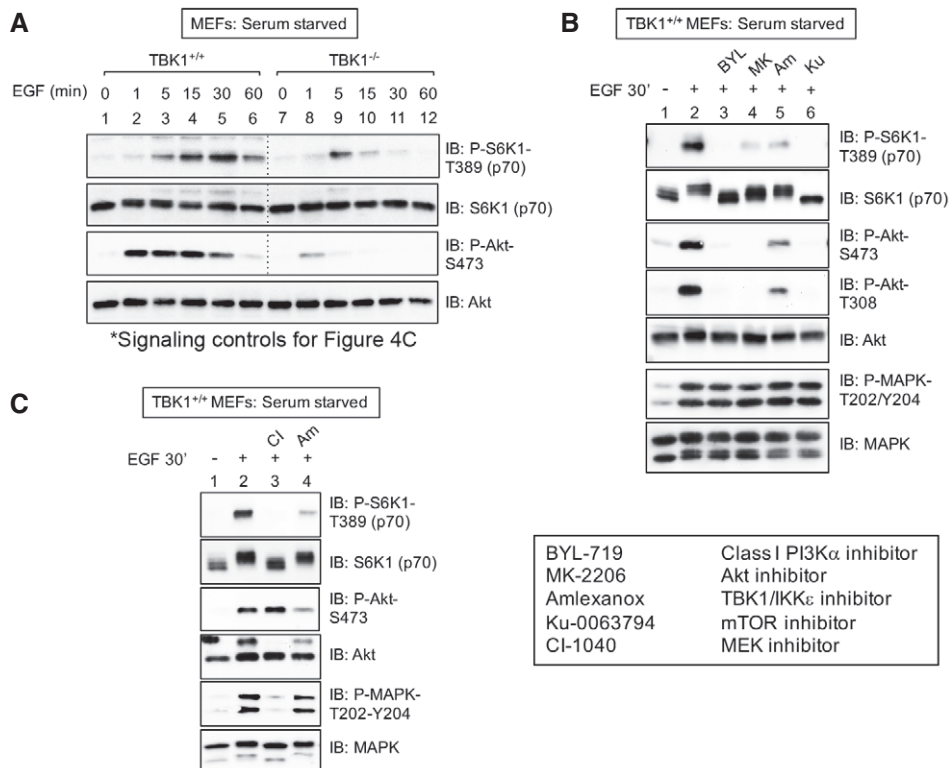 A
MEFs: Serum starved
TBK1+/+ TBK1-/-
EGF (min) 0 1 5 15 30 60 0 1 5 15 30 60
1 2 3 4 5 6 7 8 9 10 11 12
IB: P-S6K1-
T389 (p70)
IB: S6K1 (p70)
IB: P-Akt-
S473
IB: Akt
*Signaling controls for Figure 4C
B
TBK1+/+ MEFs: Serum starved
BYL MK Am Ku
EGF 30' - + + + + +
1 2 3 4 5 6
IB: P-S6K1-
T389 (p70)
IB: S6K1 (p70)
IB: P-Akt-
S473
IB: P-Akt-
T308
IB: Akt
IB: P-MAPK-
T202/Y204
IB: MAPK
C
TBK1+/+ MEFs: Serum starved
CI Am
EGF 30' - + + +
1 2 3 4
IB: P-S6K1-
T389 (p70)
IB: S6K1 (p70)
IB: P-Akt-
S473
IB: Akt
IB: P-MAPK-
T202-Y204
IB: MAPK
BYL-719 Class I PI3Kα inhibitor
MK-2206 Akt inhibitor
Amlexanox TBK1/IKKε inhibitor
Ku-0063794 mTOR inhibitor
CI-1040 MEK inhibitor